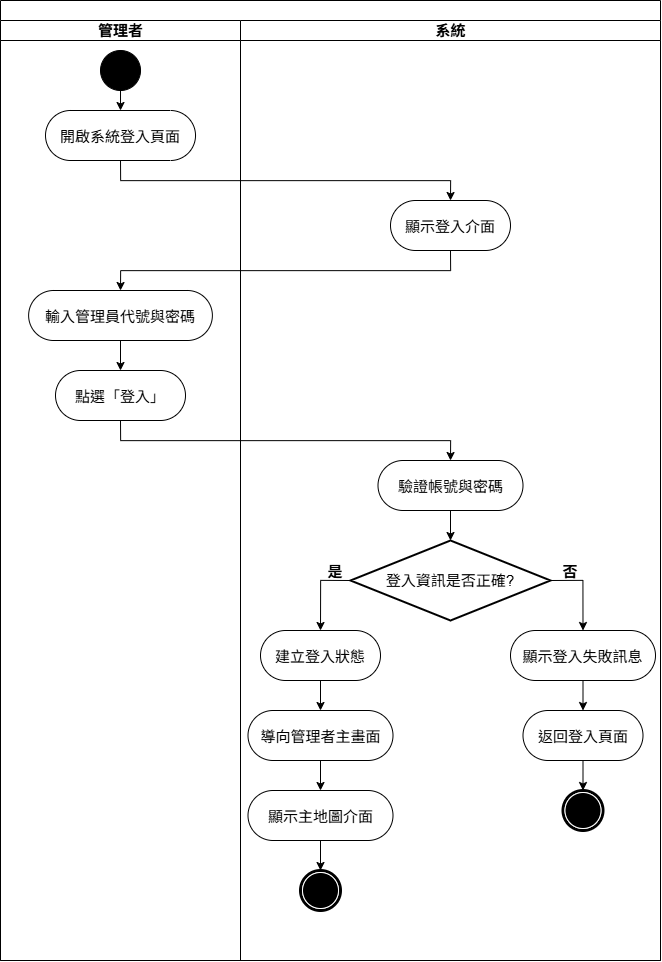 管理者
系統
開啟系統登入頁面
顯示登入介面
輸入管理員代號與密碼
點選「登入」
驗證帳號與密碼
登入資訊是否正確?
是
否
建立登入狀態
顯示登入失敗訊息
導向管理者主畫面
返回登入頁面
顯示主地圖介面